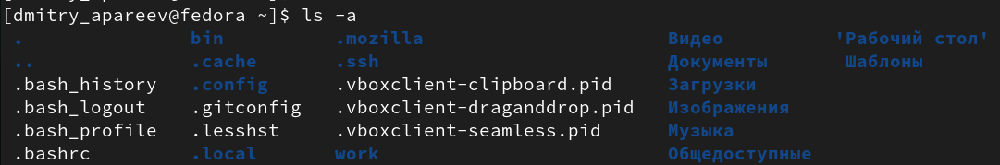 [dmitry_apareev@fedora ~]$ ls -a
. bin .mozilla Видео 'Рабочий стол'
.. .cache .ssh Документы Шаблоны
.bash_history .config .vboxclient-clipboard.pid Загрузки
.bash_logout .gitconfig .vboxclient-draganddrop.pid Изображения
.bash_profile .lesshst .vboxclient-seamless.pid Музыка
.bashrc .local work Общедоступные